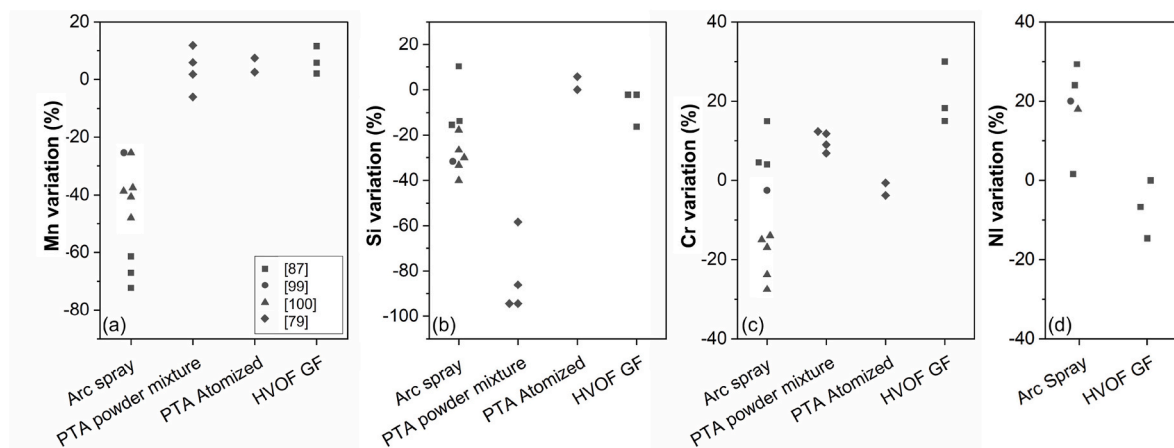 Mn variation (%)
20
0
-20
-40
-60
-80
(a)
[87]
[99]
[100]
[79]
Arc spray
PTA powder mixture
PTA Atomized
HVOF GF
Si variation (%)
20
0
-20
-40
-60
-80
-100
(b)
Arc spray
PTA powder mixture
PTA Atomized
HVOF GF
Cr variation (%)
40
20
0
-20
-40
(c)
Arc spray
PTA powder mixture
PTA Atomized
HVOF GF
NI variation (%)
40
20
0
-20
-40
(d)
Arc Spray
HVOF GF